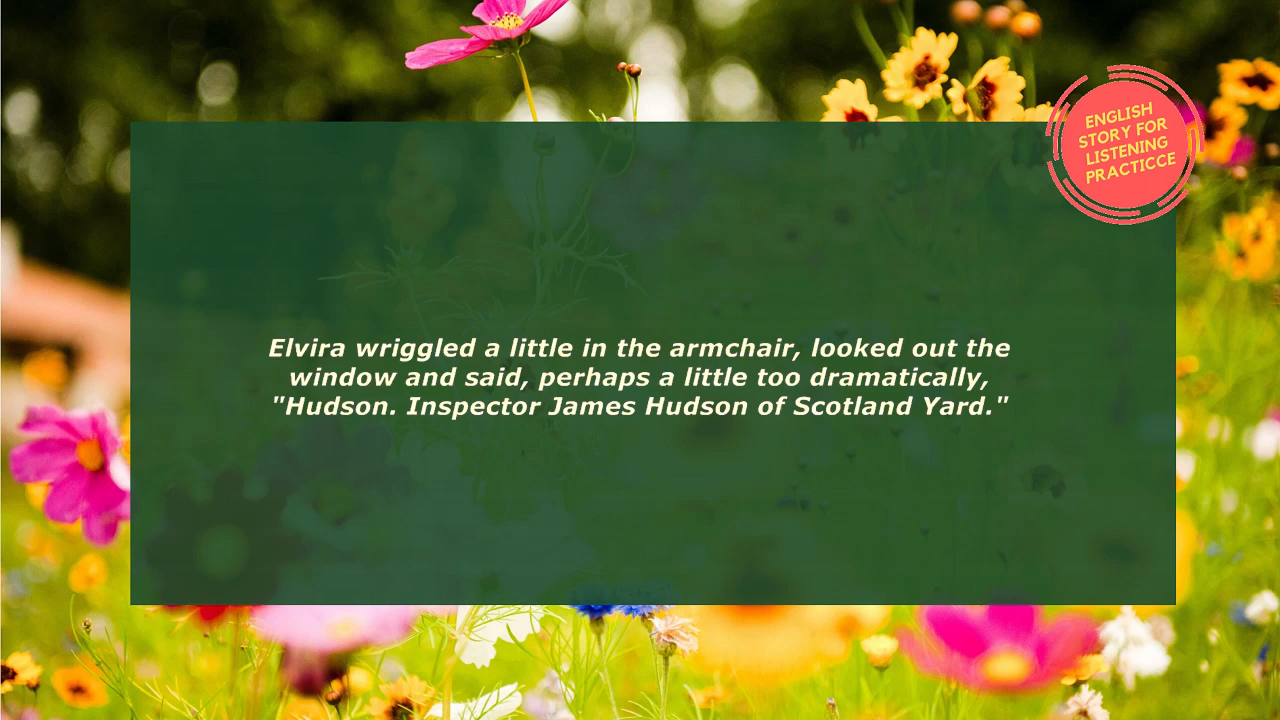 ENGLISH
STORY FOR
LISTENING
PRACTICCE
Elvira wriggled a little in the armchair, looked out the
window and said, perhaps a little too dramatically,
"Hudson. Inspector James Hudson of Scotland Yard."